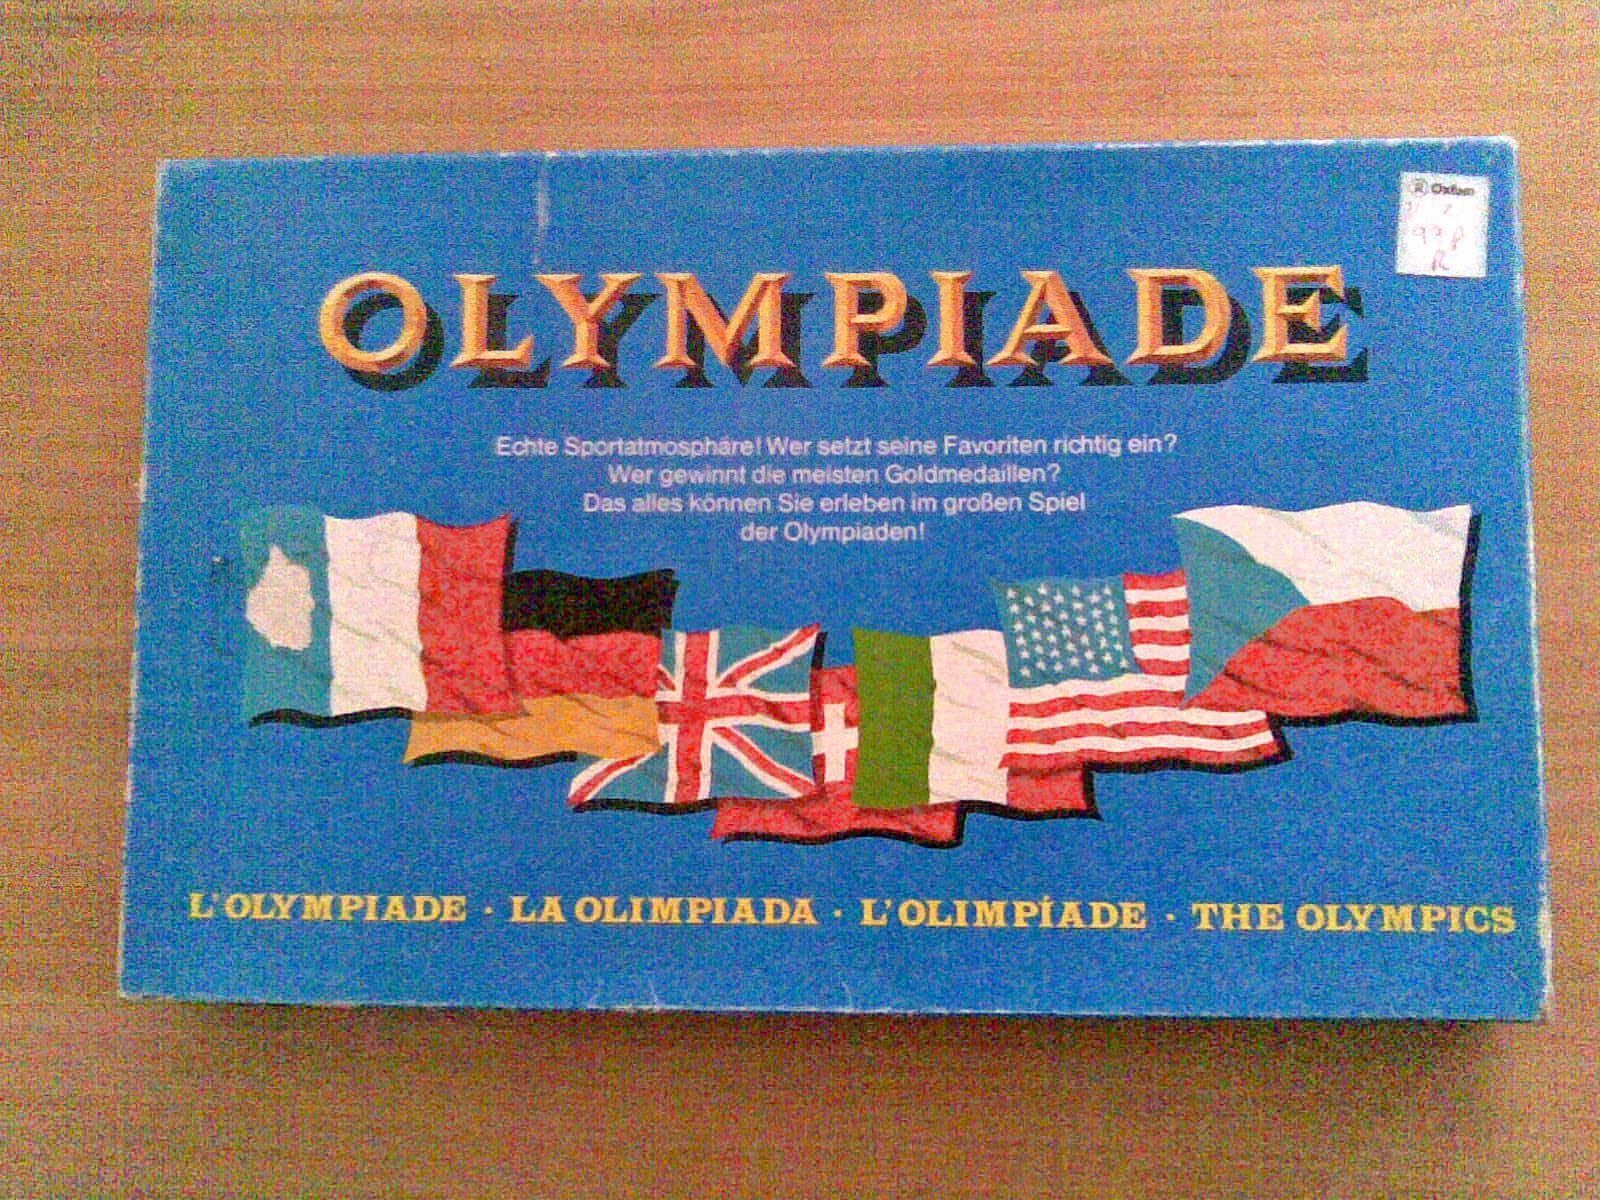 Oxfam
99p
R
OLYMPIADE
Echte Sportatmosphäre! Wer setzt seine Favoriten richtig ein?
Wer gewinnt die meisten Goldmedaillen?
Das alles können Sie erleben im großen Spiel
der Olympiaden!
L'OLYMPIADE · LA OLIMPIADA · L'OLIMPÍADE · THE OLYMPICS